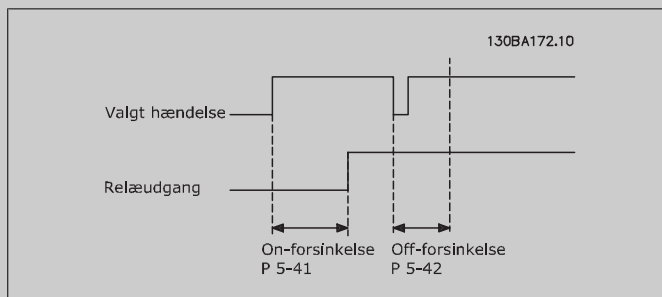 130BA172.10
Valgt hændelse
Relæudgang
On-forsinkelse
P 5-41
Off-forsinkelse
P 5-42